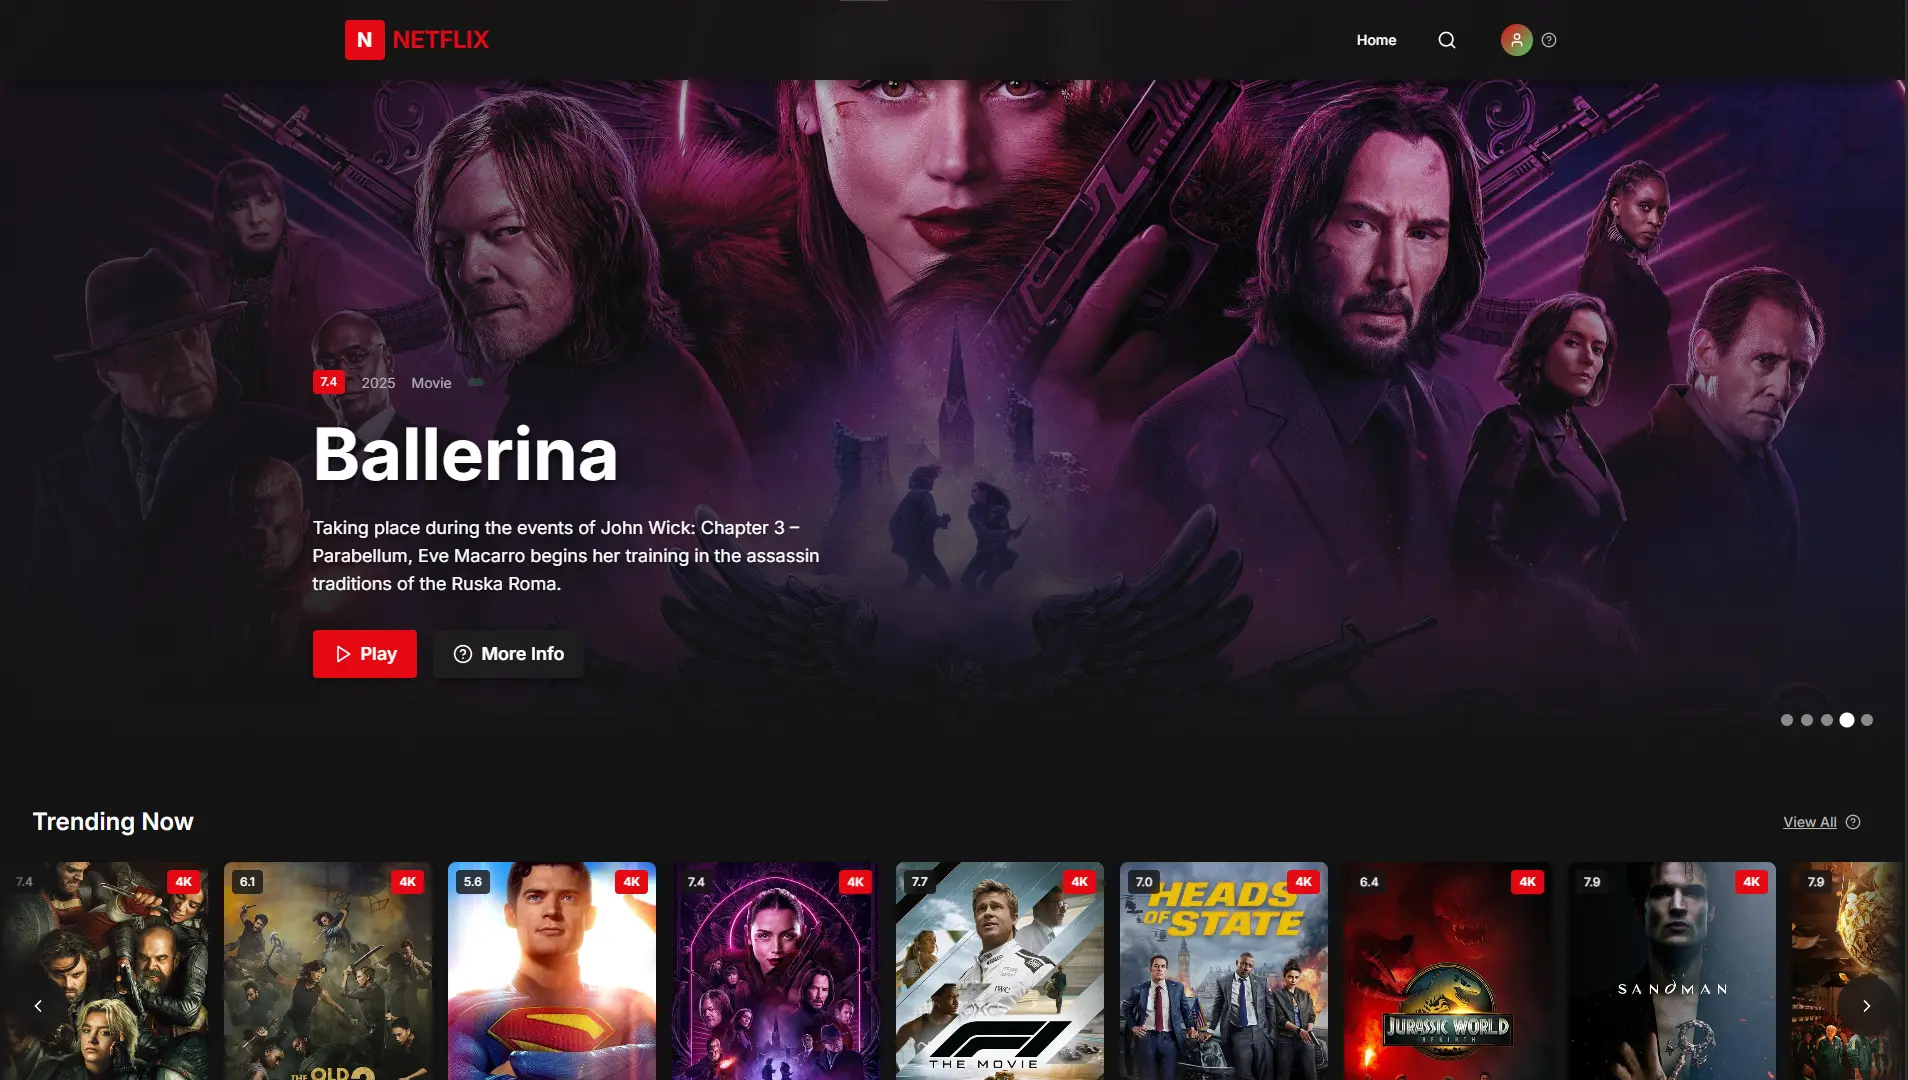 N NETFLIX
Home
7.4 2025 Movie
Ballerina
Taking place during the events of John Wick: Chapter 3 –
Parabellum, Eve Macarro begins her training in the assassin
traditions of the Ruska Roma.
Play
More Info
Trending Now
View All
7.4 4K
6.1 4K
5.6 4K
7.4 4K
7.7 4K
7.0 4K
6.4 4K
7.9 4K
7.9
HEADS
OF STATE
SANDMAN
IWC
JURASSIC WORLD
REBIRTH
F1
THE MOVIE
THE OLD
2